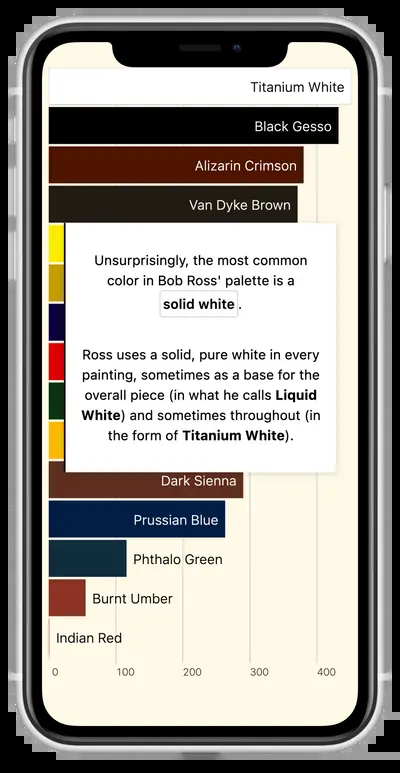 Titanium White
Black Gesso
Alizarin Crimson
Van Dyke Brown
Unsurprisingly, the most common
color in Bob Ross' palette is a
solid white.
Ross uses a solid, pure white in every
painting, sometimes as a base for the
overall piece (in what he calls Liquid
White) and sometimes throughout (in
the form of Titanium White).
Dark Sienna
Prussian Blue
Phthalo Green
Burnt Umber
Indian Red
0 100 200 300 400